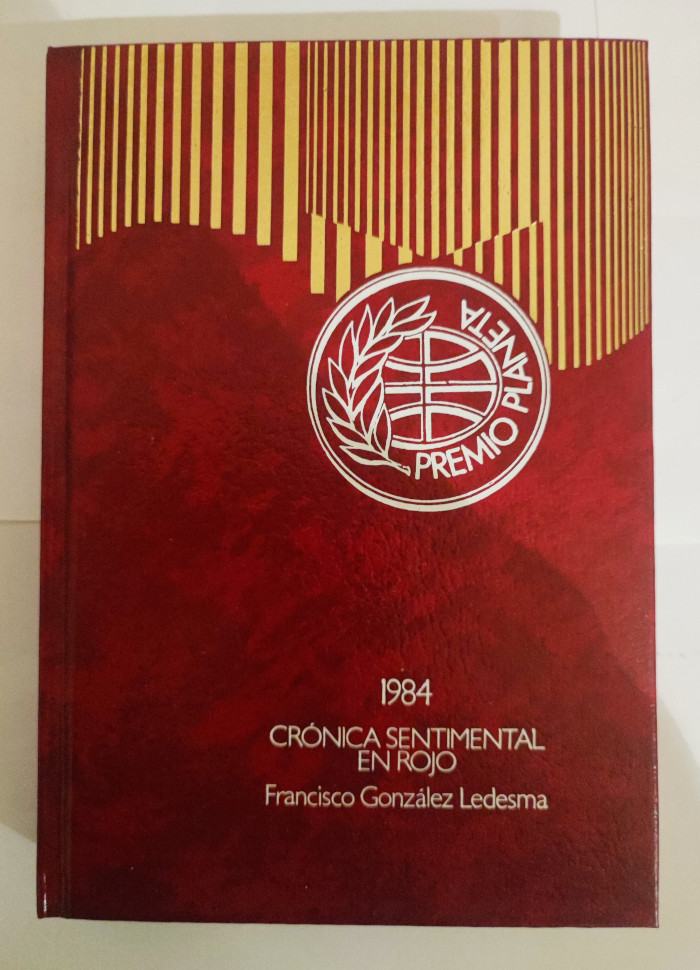 PREMIO PLANETA
1984
CRÓNICA SENTIMENTAL
EN ROJO
Francisco González Ledesma